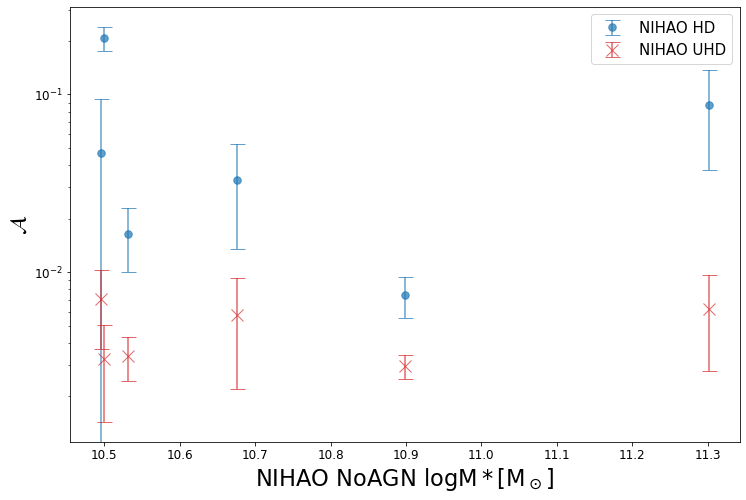 NIHAO HD
NIHAO UHD
10⁻¹
10⁻²
𝒜
10.5 10.6 10.7 10.8 10.9 11.0 11.1 11.2 11.3
NIHAO NoAGN logM * [M_⊙]